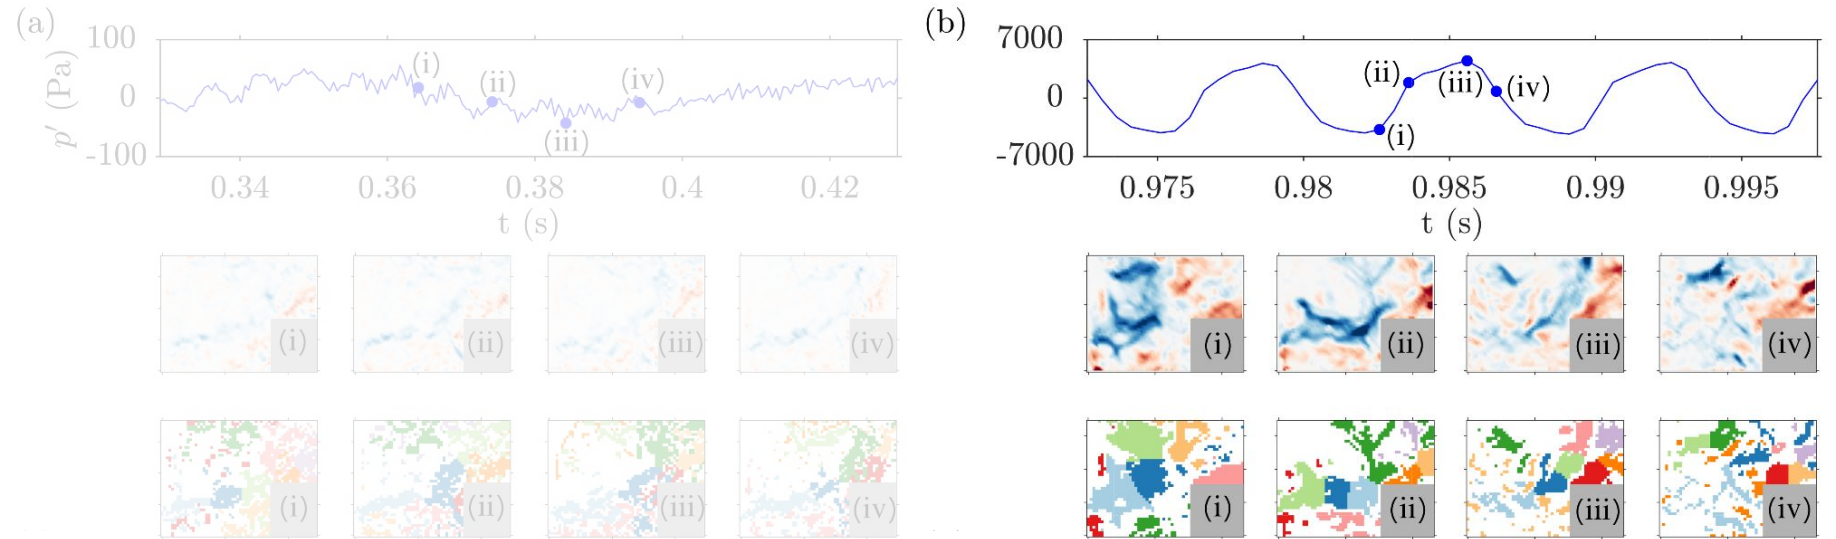 (a)
100
0
-100
p′ (Pa)
(i)
(ii)
(iii)
(iv)
0.34 0.36 0.38 0.4 0.42
t (s)
(i) (ii) (iii) (iv)
(i) (ii) (iii) (iv)
(b)
7000
0
-7000
(i)
(ii)
(iii)
(iv)
0.975 0.98 0.985 0.99 0.995
t (s)
(i) (ii) (iii) (iv)
(i) (ii) (iii) (iv)